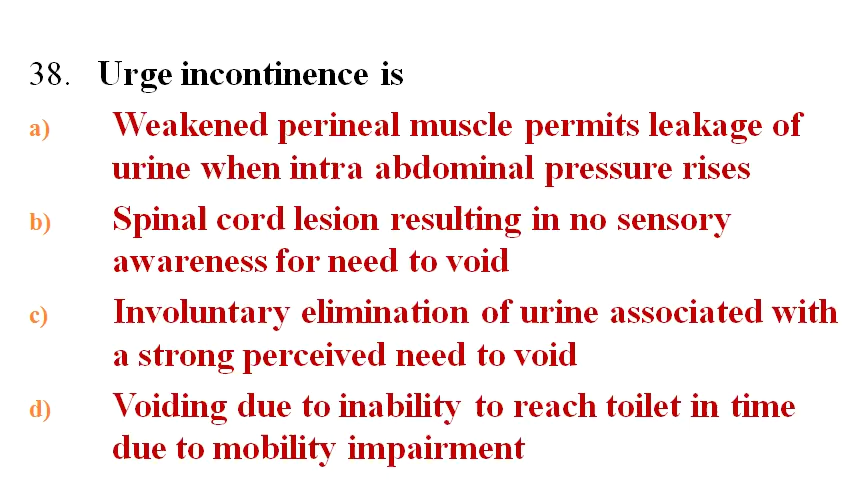 38. Urge incontinence is
a) Weakened perineal muscle permits leakage of
urine when intra abdominal pressure rises
b) Spinal cord lesion resulting in no sensory
awareness for need to void
c) Involuntary elimination of urine associated with
a strong perceived need to void
d) Voiding due to inability to reach toilet in time
due to mobility impairment